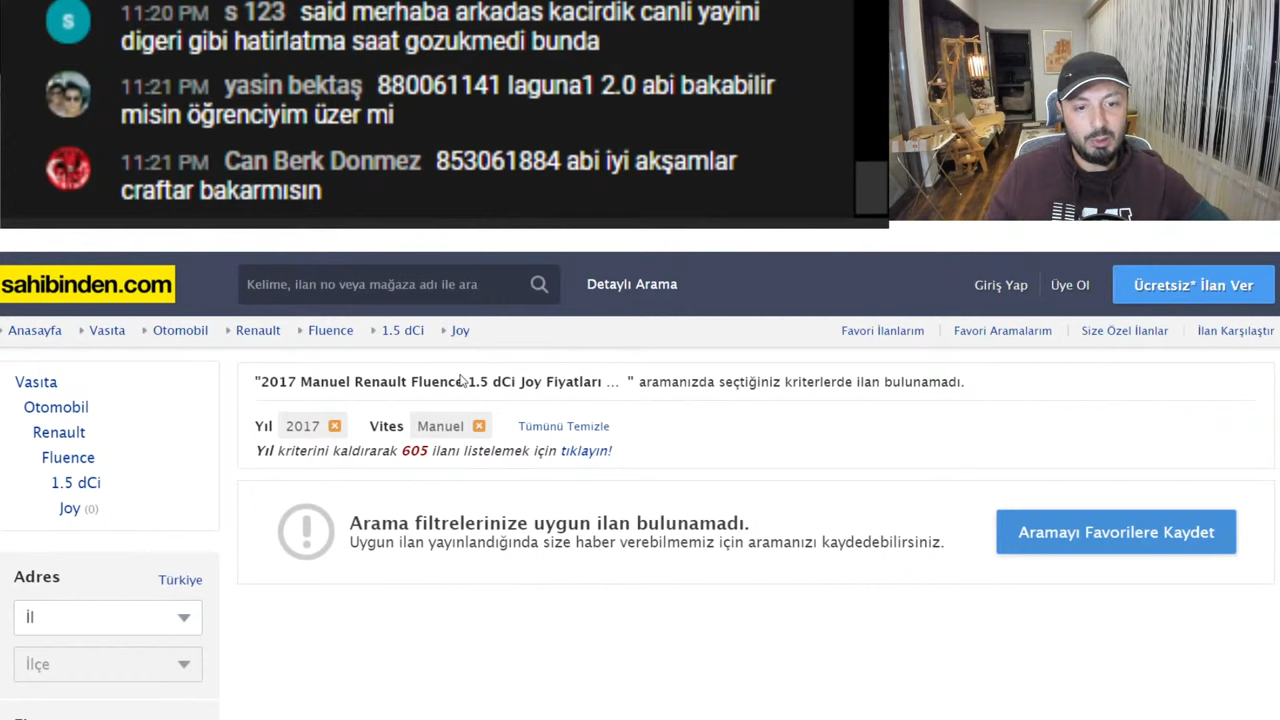 s
11:20 PM s 123 said merhaba arkadas kacirdik canli yayini
digeri gibi hatirlatma saat gozukmedi bunda
11:21 PM yasin bektaş 880061141 laguna1 2.0 abi bakabilir
misin öğrenciyim üzer mi
11:21 PM Can Berk Donmez 853061884 abi iyi akşamlar
craftar bakarmısın
sahibinden.com
Kelime, ilan no veya mağaza adı ile ara
Detaylı Arama
Giriş Yap
Üye Ol
Ücretsiz* İlan Ver
Anasayfa Vasıta Otomobil Renault Fluence 1.5 dCi Joy
Favori İlanlarım
Favori Aramalarım
Size Özel İlanlar
İlan Karşılaştır
Vasıta
Otomobil
Renault
Fluence
1.5 dCi
Joy (0)
"2017 Manuel Renault Fluence 1.5 dCi Joy Fiyatları ... " aramanızda seçtiğiniz kriterlerde ilan bulunamadı.
Yıl 2017 Vites Manuel Tümünü Temizle
Yıl kriterini kaldırarak 605 ilanı listelemek için tıklayın!
Arama filtrelerinize uygun ilan bulunamadı.
Uygun ilan yayınlandığında size haber verebilmemiz için aramanızı kaydedebilirsiniz.
Aramayı Favorilere Kaydet
Adres
Türkiye
İl
İlçe